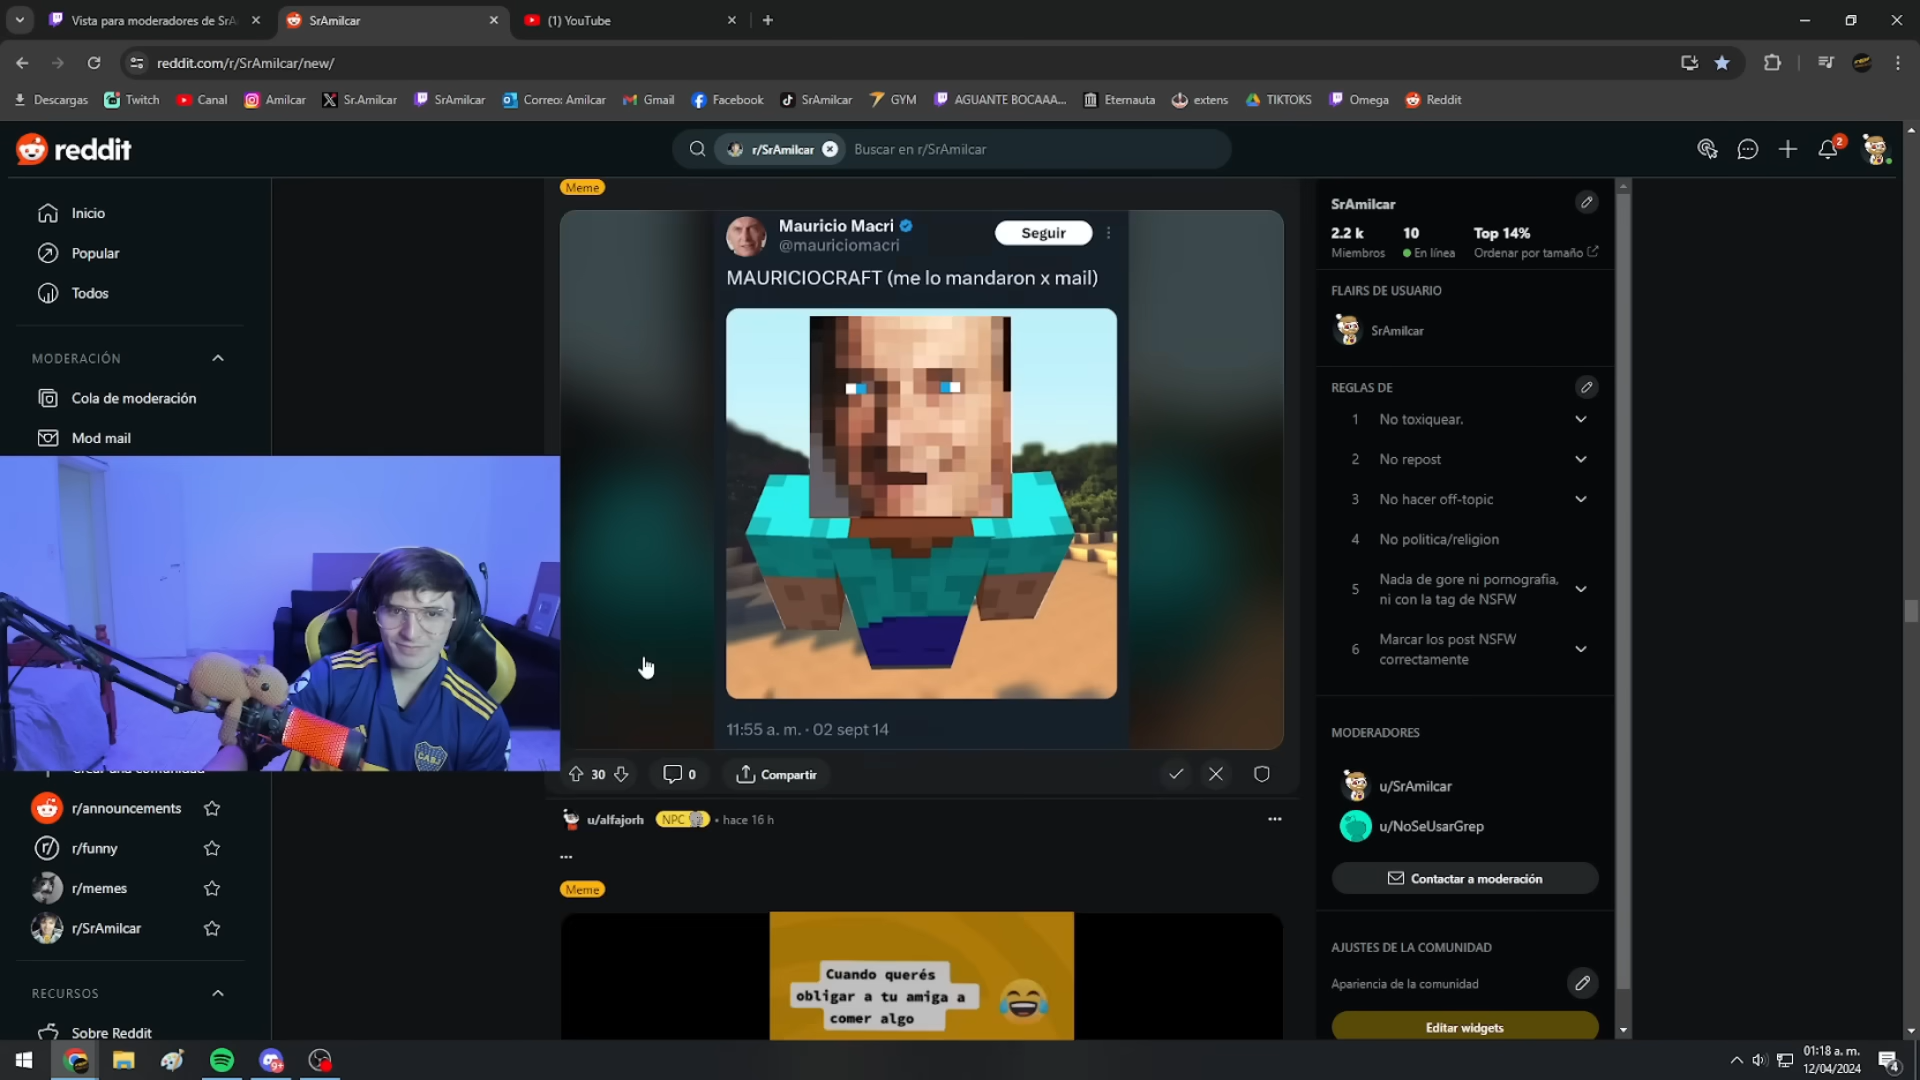 Vista para moderadores de SrA
SrAmilcar
(1) YouTube
reddit.com/r/SrAmilcar/new/
Descargas
Twitch
Canal
Amilcar
Sr.Amilcar
SrAmilcar
Correo: Amilcar
Gmail
Facebook
SrAmilcar
GYM
AGUANTE BOCAAA...
Eternauta
extens
TIKTOKS
Omega
Reddit
reddit
r/SrAmilcar
Buscar en r/SrAmilcar
2
Inicio
Popular
Todos
MODERACIÓN
Cola de moderación
Mod mail
r/announcements
r/funny
r/memes
r/SrAmilcar
RECURSOS
Sobre Reddit
Meme
Mauricio Macri
@mauriciomacri
Seguir
MAURICIOCRAFT (me lo mandaron x mail)
11:55 a. m. · 02 sept 14
30
0
Compartir
u/alfajorh
NPC
• hace 16 h
...
Meme
Cuando querés
obligar a tu amiga a
comer algo
SrAmilcar
2.2 k
10
Top 14%
Miembros
En línea
Ordenar por tamaño
FLAIRS DE USUARIO
SrAmilcar
REGLAS DE
1 No toxiquear.
2 No repost
3 No hacer off-topic
4 No politica/religion
5 Nada de gore ni pornografia,
ni con la tag de NSFW
6 Marcar los post NSFW
correctamente
MODERADORES
u/SrAmilcar
u/NoSeUsarGrep
Contactar a moderación
AJUSTES DE LA COMUNIDAD
Apariencia de la comunidad
Editar widgets
CABJ
9+
01:18 a. m.
12/04/2024
4